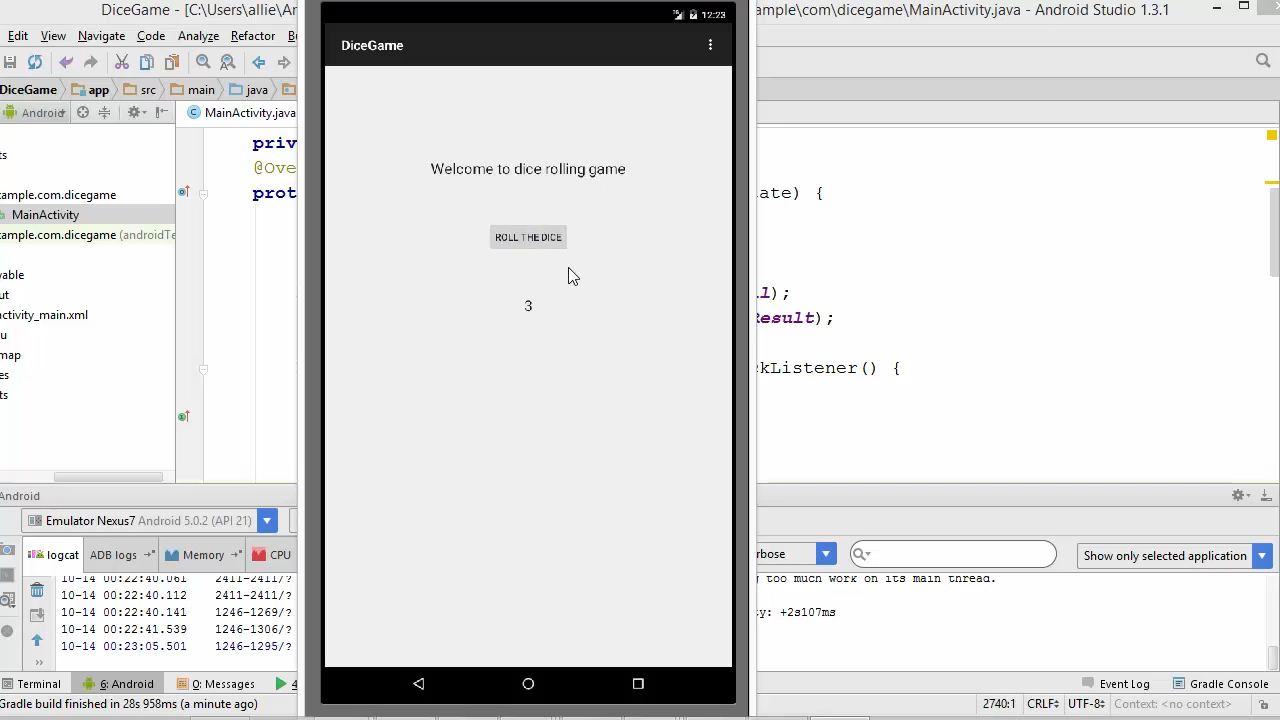 DiceGame - [C:\Users\allie\An
mple\com\dicegame\MainActivity.java - Android Studio 1.3.1
View Navigate Code Analyze Refactor
DiceGame app src main java
Android
MainActivity.java
12:23
DiceGame
Welcome to dice rolling game
ROLL THE DICE
3
priv
@Ove
prot
ate) {
l);
Result);
kListener() {
ts
ample.com.dicegame
MainActivity
ample.com.dicegame (androidTe
vable
ut
activity_main.xml
u
map
es
ts
Android
Emulator Nexus7 Android 5.0.2 (API 21)
logcat ADB logs Memory CPU
rbose
Show only selected application
10-14 00:22:40.061 2411-2411/?
10-14 00:22:40.112 2411-2411/?
10-14 00:22:40.141 1246-1269/?
10-14 00:22:41.539 1246-1306/?
10-14 00:23:05.501 1246-1295/?
g too much work on its main thread.
ty: +2s107ms
Terminal 6: Android 0: Messages 4
Event Log Gradle Console
Gradle build finished in 28s 958ms (a minute ago)
2740:1 CRLF UTF-8 Context: <no context>